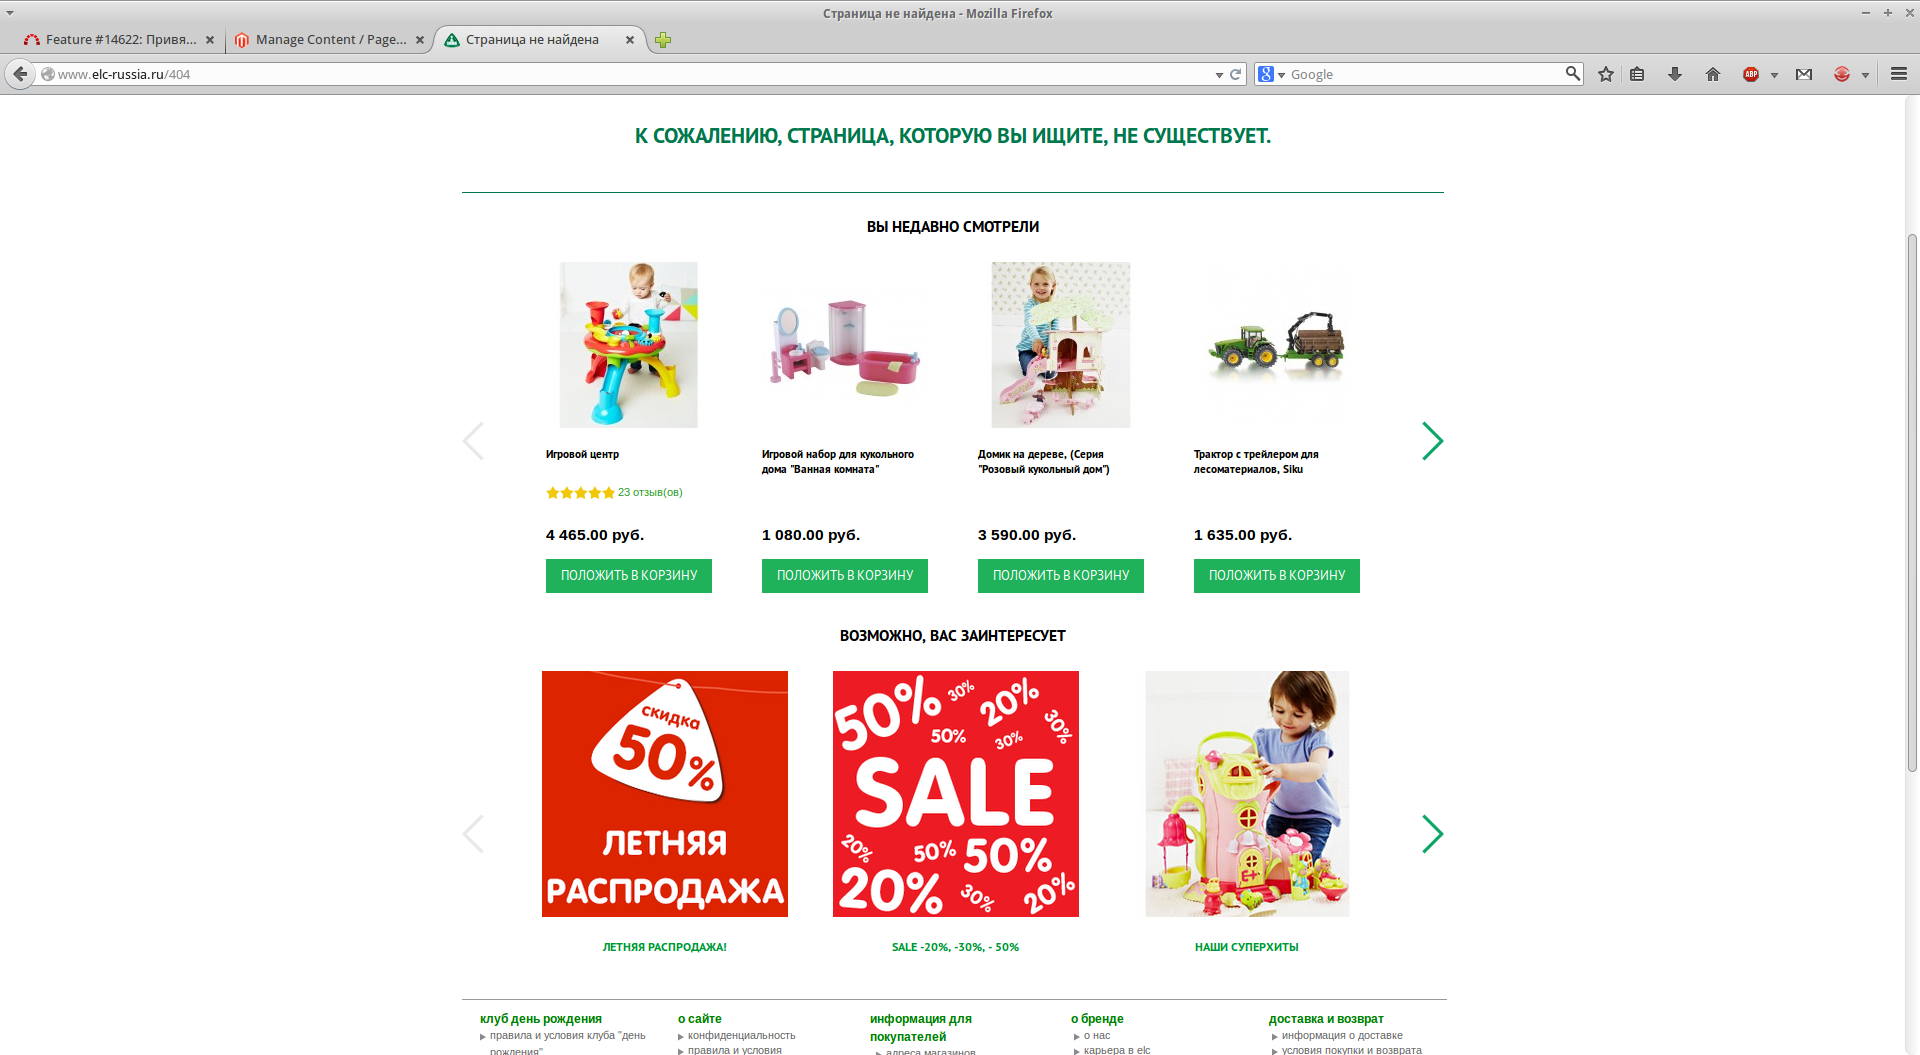 Страница не найдена - Mozilla Firefox
Feature #14622: Привя...
Manage Content / Page...
Страница не найдена
www.elc-russia.ru/404
8
Google
ABP
К СОЖАЛЕНИЮ, СТРАНИЦА, КОТОРУЮ ВЫ ИЩИТЕ, НЕ СУЩЕСТВУЕТ.
ВЫ НЕДАВНО СМОТРЕЛИ
Игровой центр
23 отзыв(ов)
4 465.00 руб.
ПОЛОЖИТЬ В КОРЗИНУ
Игровой набор для кукольного
дома "Ванная комната"
1 080.00 руб.
ПОЛОЖИТЬ В КОРЗИНУ
Домик на дереве, (Серия
"Розовый кукольный дом")
3 590.00 руб.
ПОЛОЖИТЬ В КОРЗИНУ
Трактор с трейлером для
лесоматериалов, Siku
1 635.00 руб.
ПОЛОЖИТЬ В КОРЗИНУ
ВОЗМОЖНО, ВАС ЗАИНТЕРЕСУЕТ
скидка
50%
ЛЕТНЯЯ
РАСПРОДАЖА
ЛЕТНЯЯ РАСПРОДАЖА!
50% 30% 20% 30%
50% 30%
SALE
20% 50% 50%
20% 30% 20%
SALE -20%, -30%, - 50%
НАШИ СУПЕРХИТЫ
клуб день рождения
правила и условия клуба "день
рождения"
о сайте
конфиденциальность
правила и условия
информация для
покупателей
адреса магазинов
о бренде
о нас
карьера в elc
доставка и возврат
информация о доставке
условия покупки и возврата